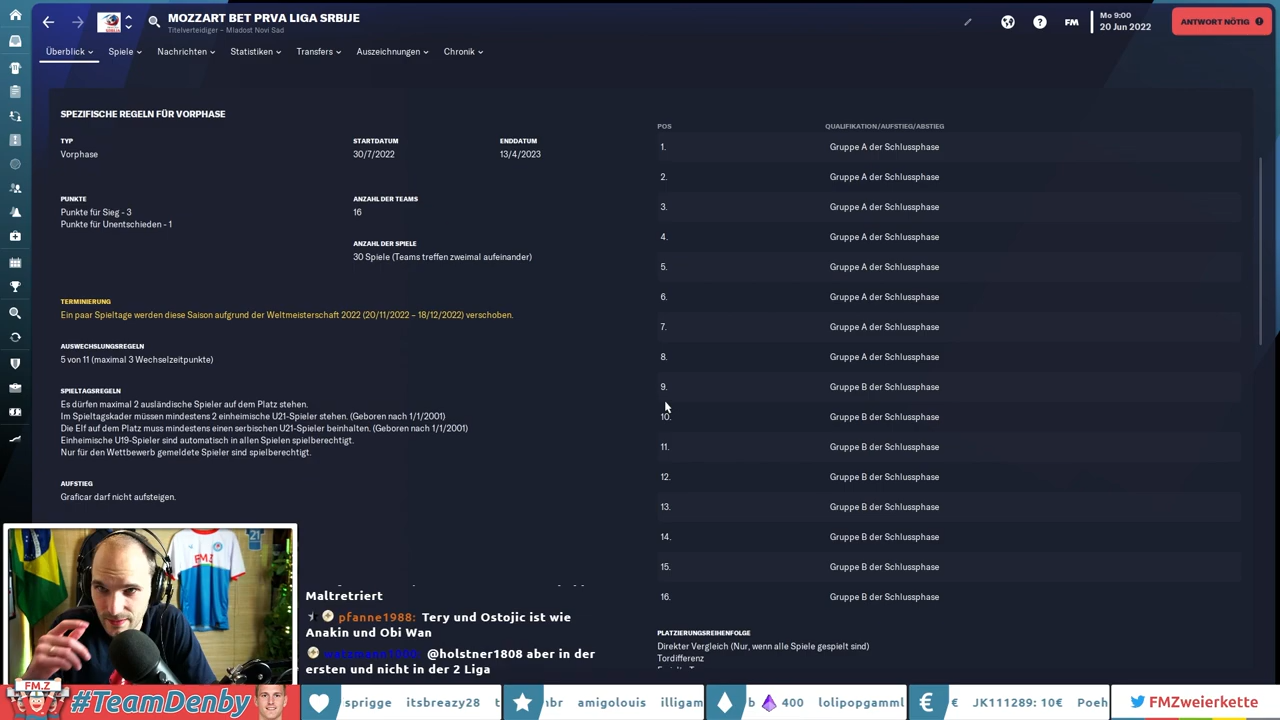 MOZZART BET PRVA LIGA SRBIJE
Titelverteidiger – Mladost Novi Sad
FM
Mo 9:00
20 Jun 2022
ANTWORT NÖTIG
Überblick
Spiele
Nachrichten
Statistiken
Transfers
Auszeichnungen
Chronik
SPEZIFISCHE REGELN FÜR VORPHASE
TYP
Vorphase
STARTDATUM
30/7/2022
ENDDATUM
13/4/2023
PUNKTE
Punkte für Sieg - 3
Punkte für Unentschieden - 1
ANZAHL DER TEAMS
16
ANZAHL DER SPIELE
30 Spiele (Teams treffen zweimal aufeinander)
TERMINIERUNG
Ein paar Spieltage werden diese Saison aufgrund der Weltmeisterschaft 2022 (20/11/2022 – 18/12/2022) verschoben.
AUSWECHSLUNGSREGELN
5 von 11 (maximal 3 Wechselzeitpunkte)
SPIELTAGSREGELN
Es dürfen maximal 2 ausländische Spieler auf dem Platz stehen.
Im Spieltagskader müssen mindestens 2 einheimische U21-Spieler stehen. (Geboren nach 1/1/2001)
Die Elf auf dem Platz muss mindestens einen serbischen U21-Spieler beinhalten. (Geboren nach 1/1/2001)
Einheimische U19-Spieler sind automatisch in allen Spielen spielberechtigt.
Nur für den Wettbewerb gemeldete Spieler sind spielberechtigt.
AUFSTIEG
Graficar darf nicht aufsteigen.
POS QUALIFIKATION/AUFSTIEG/ABSTIEG
1. Gruppe A der Schlussphase
2. Gruppe A der Schlussphase
3. Gruppe A der Schlussphase
4. Gruppe A der Schlussphase
5. Gruppe A der Schlussphase
6. Gruppe A der Schlussphase
7. Gruppe A der Schlussphase
8. Gruppe A der Schlussphase
9. Gruppe B der Schlussphase
10. Gruppe B der Schlussphase
11. Gruppe B der Schlussphase
12. Gruppe B der Schlussphase
13. Gruppe B der Schlussphase
14. Gruppe B der Schlussphase
15. Gruppe B der Schlussphase
16. Gruppe B der Schlussphase
PLATZIERUNGSREIHENFOLGE
Direkter Vergleich (Nur, wenn alle Spiele gespielt sind)
Tordifferenz
21
FM.Z
Maltretriert
pfanne1988: Tery und Ostojic ist wie
Anakin und Obi Wan
@holstner1808 aber in der
ersten und nicht in der 2 Liga
FM.Z
#TeamDenby
sprigge itsbreazy28 t
hbr amigolouis illigam
b 400 lolipopgamml
€ € JK111289: 10€ Poeh
FMZweierkette